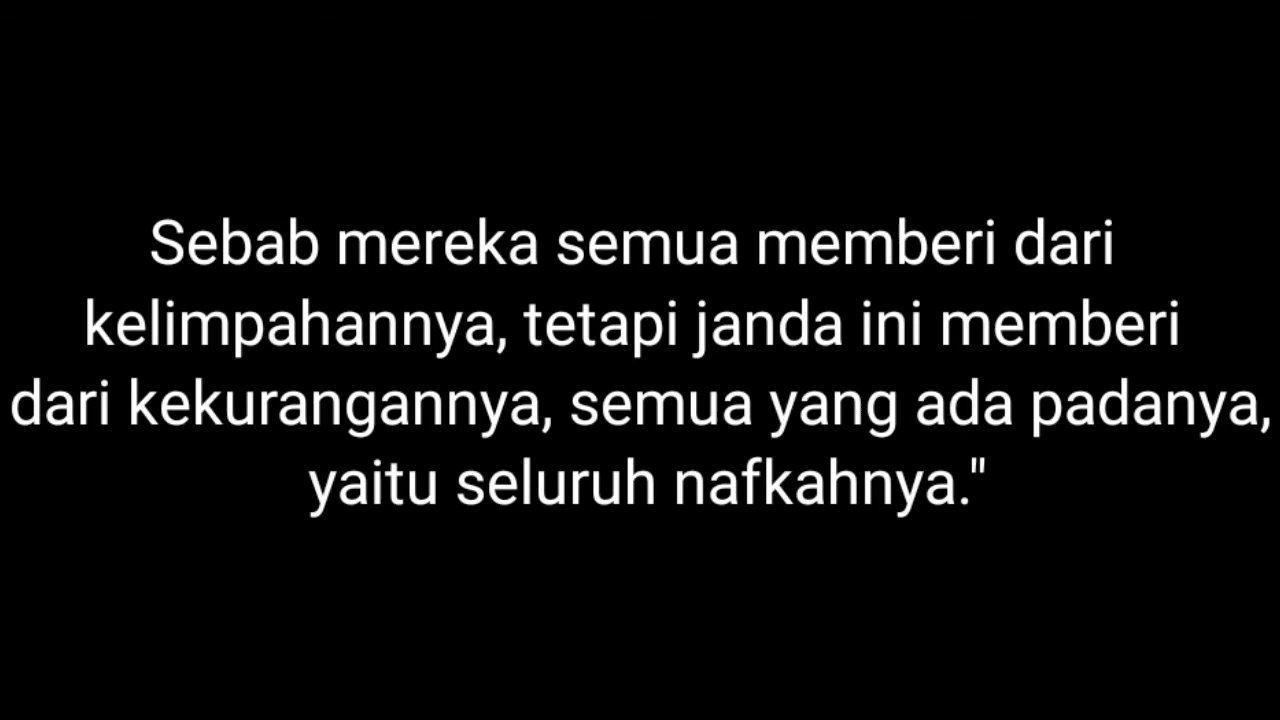 Sebab mereka semua memberi dari
kelimpahannya, tetapi janda ini memberi
dari kekurangannya, semua yang ada padanya,
yaitu seluruh nafkahnya."